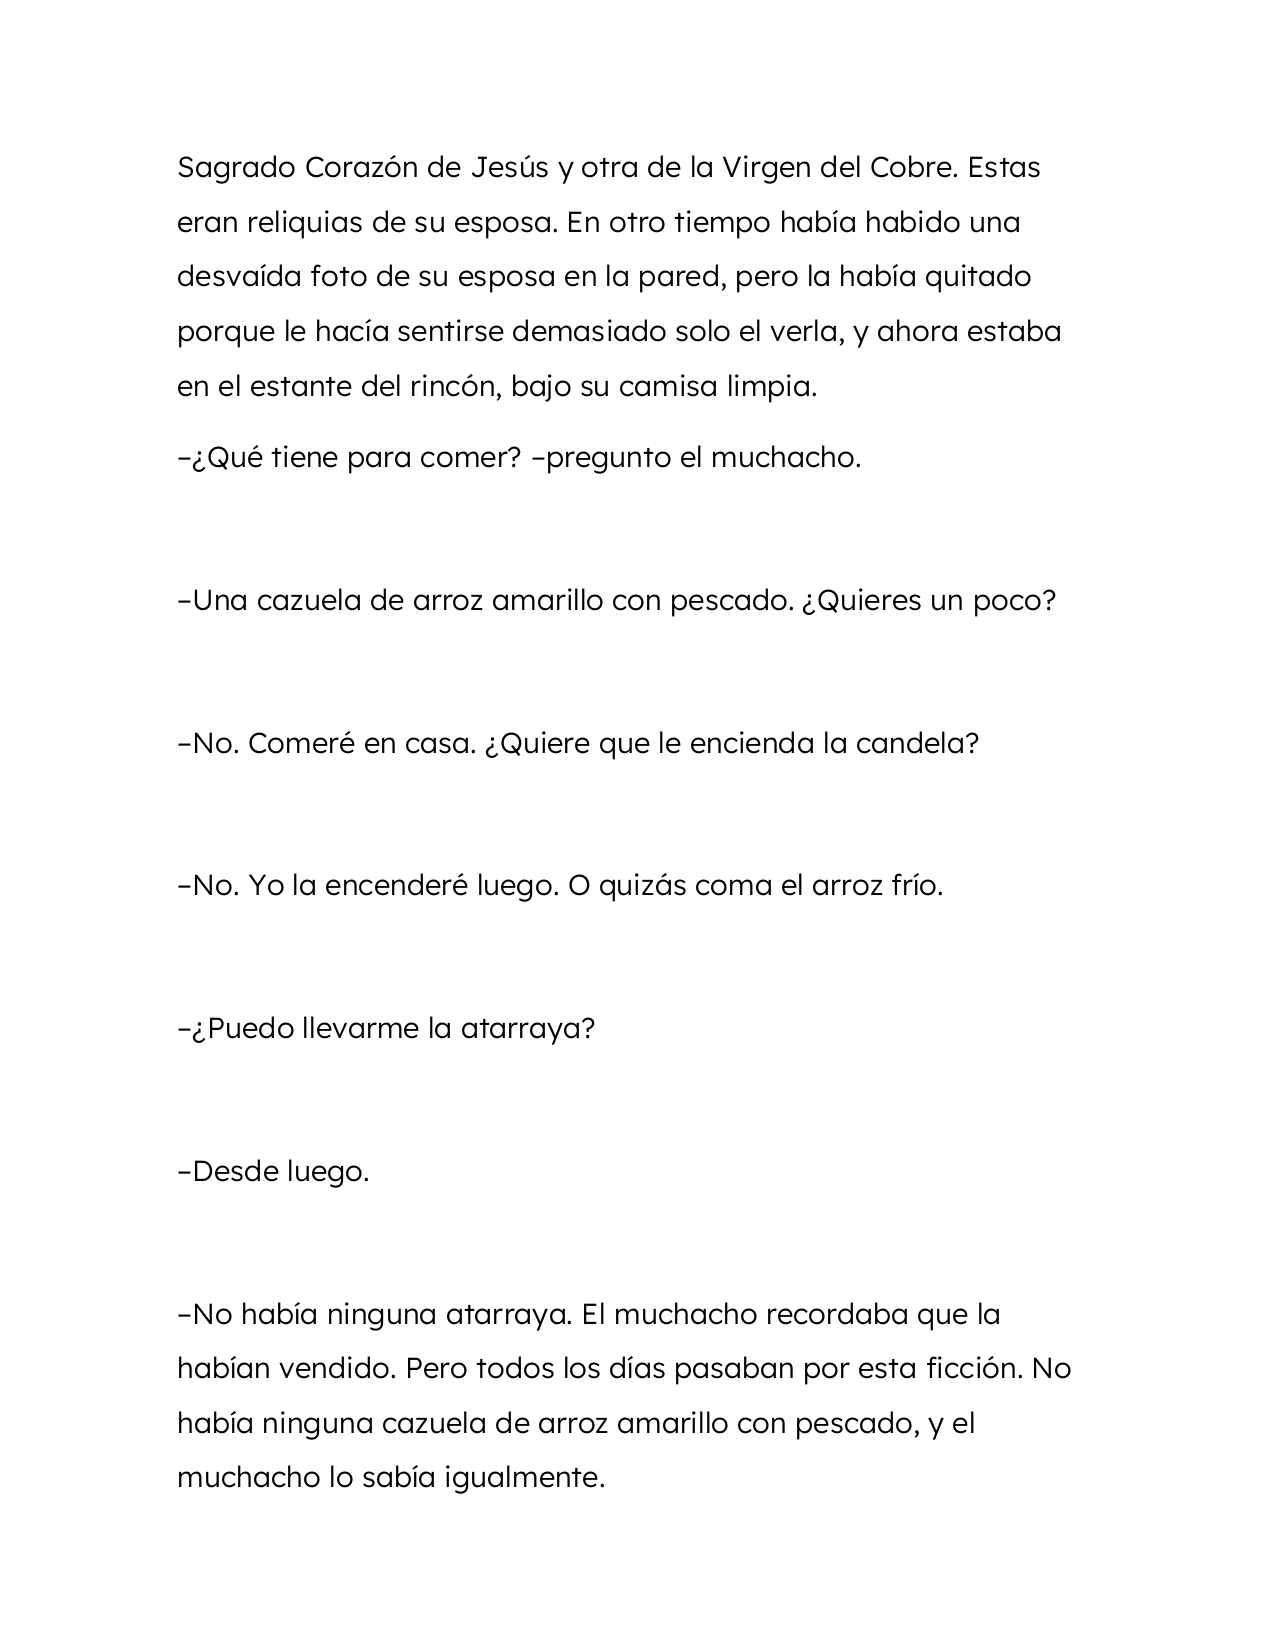 Sagrado Corazón de Jesús y otra de la Virgen del Cobre. Estas
eran reliquias de su esposa. En otro tiempo había habido una
desvaída foto de su esposa en la pared, pero la había quitado
porque le hacía sentirse demasiado solo el verla, y ahora estaba
en el estante del rincón, bajo su camisa limpia.
–¿Qué tiene para comer? –pregunto el muchacho.
–Una cazuela de arroz amarillo con pescado. ¿Quieres un poco?
–No. Comeré en casa. ¿Quiere que le encienda la candela?
–No. Yo la encenderé luego. O quizás coma el arroz frío.
–¿Puedo llevarme la atarraya?
–Desde luego.
–No había ninguna atarraya. El muchacho recordaba que la
habían vendido. Pero todos los días pasaban por esta ficción. No
había ninguna cazuela de arroz amarillo con pescado, y el
muchacho lo sabía igualmente.